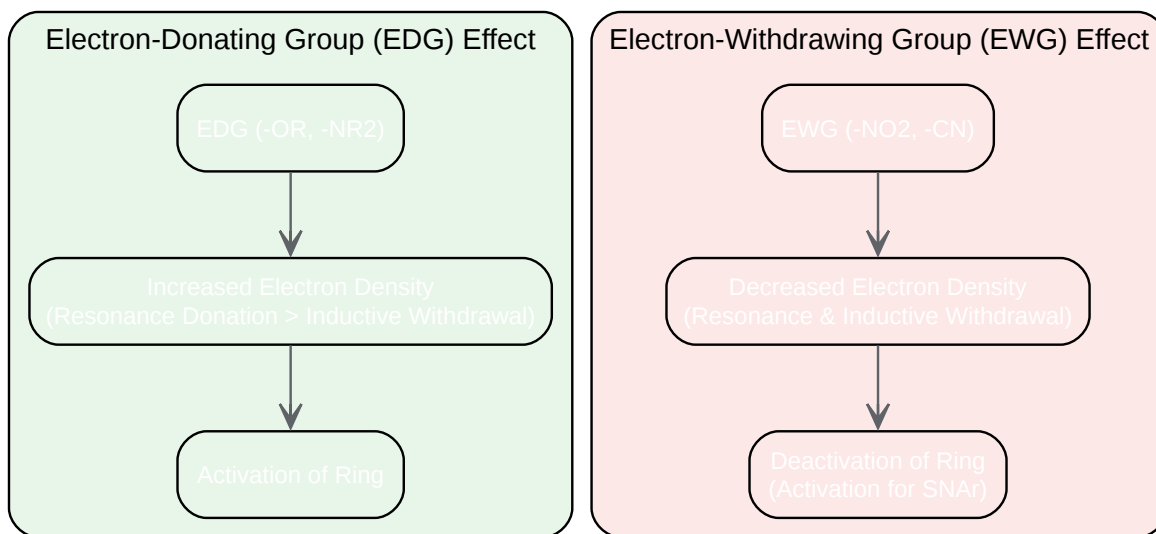 Electron-Donating Group (EDG) Effect
EDG (-OR, -NR2)
Increased Electron Density
(Resonance Donation > Inductive Withdrawal)
Activation of Ring
Electron-Withdrawing Group (EWG) Effect
EWG (-NO2, -CN)
Decreased Electron Density
(Resonance & Inductive Withdrawal)
Deactivation of Ring
(Activation for SNAr)